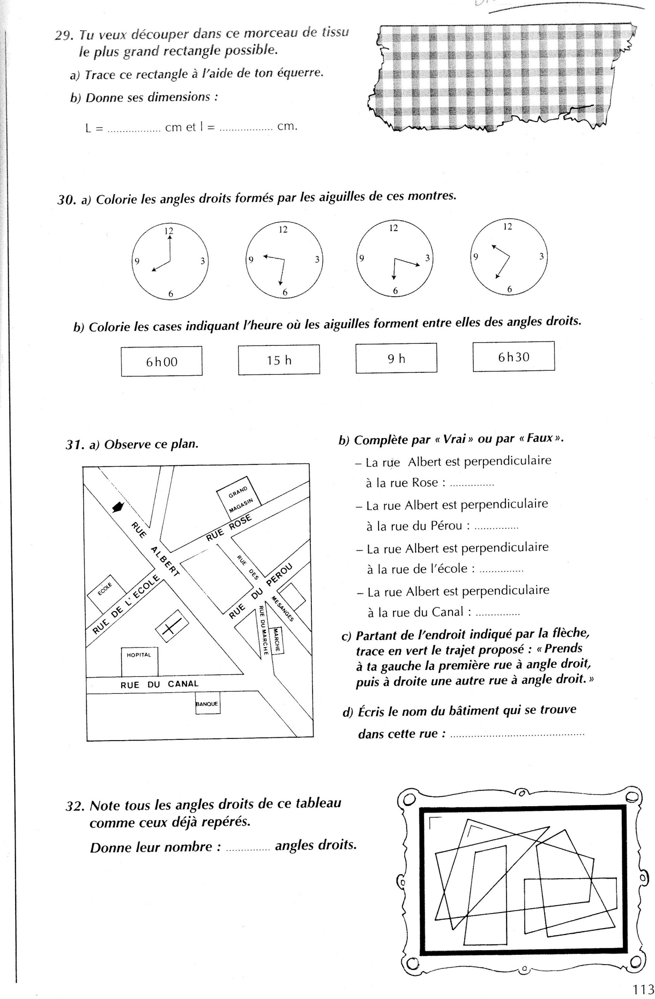 29. Tu veux découper dans ce morceau de tissu
le plus grand rectangle possible.
a) Trace ce rectangle à l'aide de ton équerre.
b) Donne ses dimensions :
L = .................. cm et l = .................. cm.
30. a) Colorie les angles droits formés par les aiguilles de ces montres.
12
9
3
6
12
9
3
6
12
9
3
6
12
9
3
6
b) Colorie les cases indiquant l'heure où les aiguilles forment entre elles des angles droits.
6h00
15 h
9 h
6h30
31. a) Observe ce plan.
GRAND
MAGASIN
RUE ROSE
RUE ALBERT
RUE DES MESANGES
RUE DU PEROU
ECOLE
RUE DE L'ECOLE
RUE DU MARCHE
MARCHE
HOPITAL
RUE DU CANAL
BANQUE
b) Complète par « Vrai » ou par « Faux ».
– La rue Albert est perpendiculaire
à la rue Rose : ...............
– La rue Albert est perpendiculaire
à la rue du Pérou : ...............
– La rue Albert est perpendiculaire
à la rue de l'école : ...............
– La rue Albert est perpendiculaire
à la rue du Canal : ...............
c) Partant de l'endroit indiqué par la flèche,
trace en vert le trajet proposé : « Prends
à ta gauche la première rue à angle droit,
puis à droite une autre rue à angle droit. »
d) Écris le nom du bâtiment qui se trouve
dans cette rue : .............................................
32. Note tous les angles droits de ce tableau
comme ceux déjà repérés.
Donne leur nombre : ............... angles droits.
113